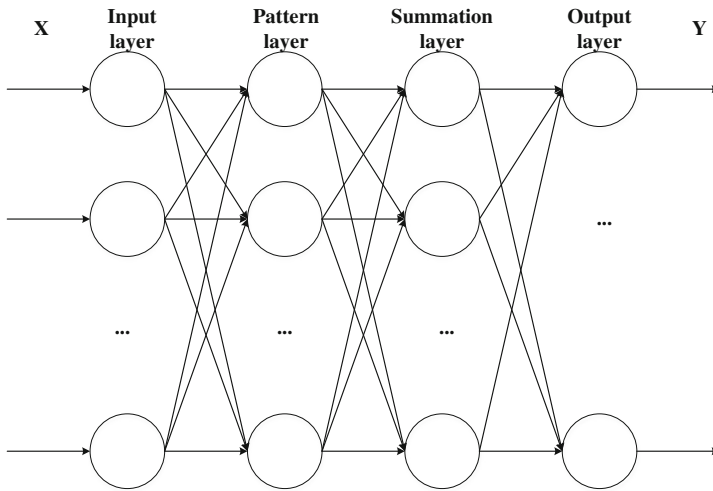 X
Input
layer
Pattern
layer
Summation
layer
Output
layer
Y
...
...
...
...